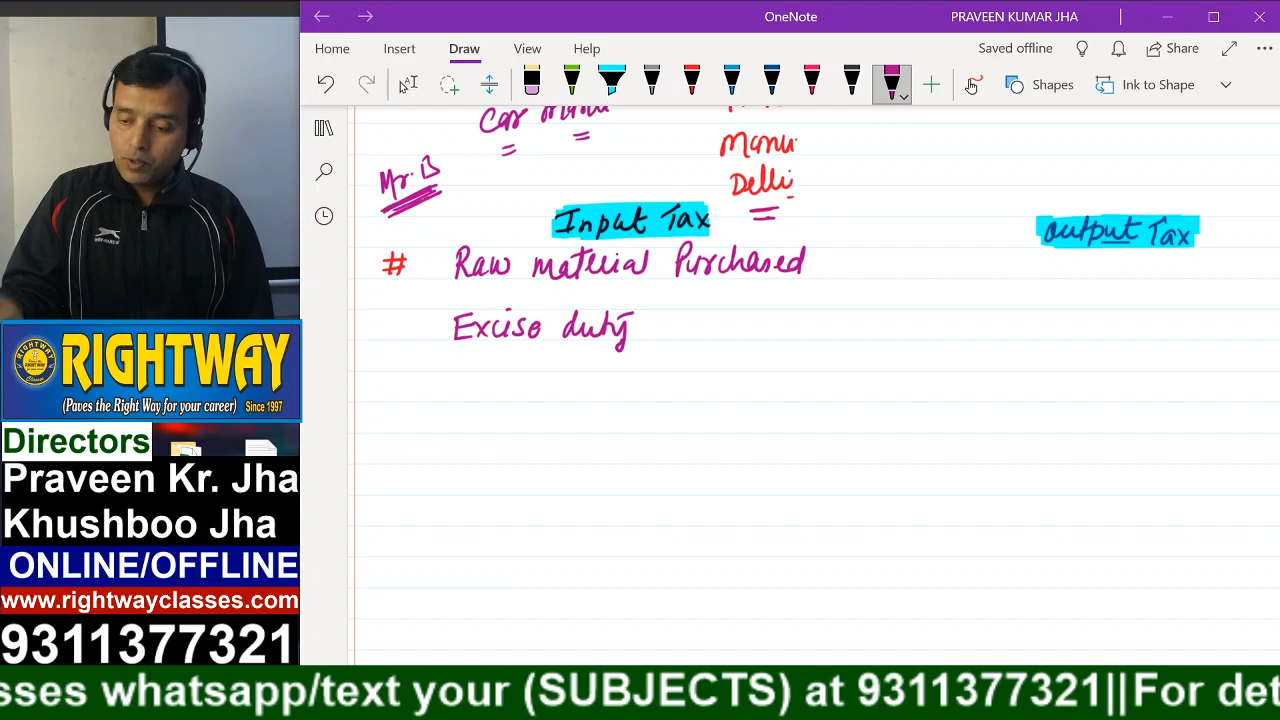 OneNote
PRAVEEN KUMAR JHA
Home Insert Draw View Help
Saved offline
Share
Shapes
Ink to Shape
Car Manu
Manu.
Delhi
Mr. B
Input Tax
Output Tax
# Raw material Purchased
Excise duty
RIGHTWAY
RIGHTWAY
(Paves the Right Way for your career) Since 1997
Directors
Praveen Kr. Jha
Khushboo Jha
ONLINE/OFFLINE
www.rightwayclasses.com
9311377321
sses whatsapp/text your (SUBJECTS) at 9311377321||For det